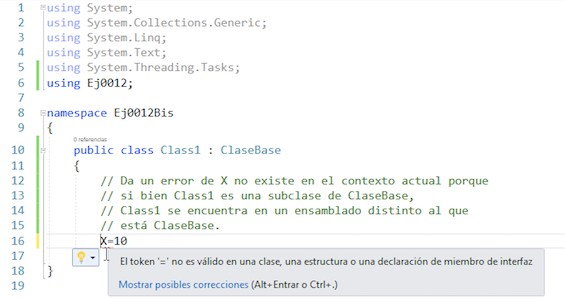 1 using System;
2 using System.Collections.Generic;
3 using System.Linq;
4 using System.Text;
5 using System.Threading.Tasks;
6 using Ej0012;
7
8 namespace Ej0012Bis
9 {
0 referencias
10 public class Class1 : ClaseBase
11 {
12 // Da un error de X no existe en el contexto actual porque
13 // si bien Class1 es una subclase de ClaseBase,
14 // Class1 se encuentra en un ensamblado distinto al que
15 // está ClaseBase.
16 X=10
17 }
El token '=' no es válido en una clase, una estructura o una declaración de miembro de interfaz
18 }
Mostrar posibles correcciones (Alt+Entrar o Ctrl+.)